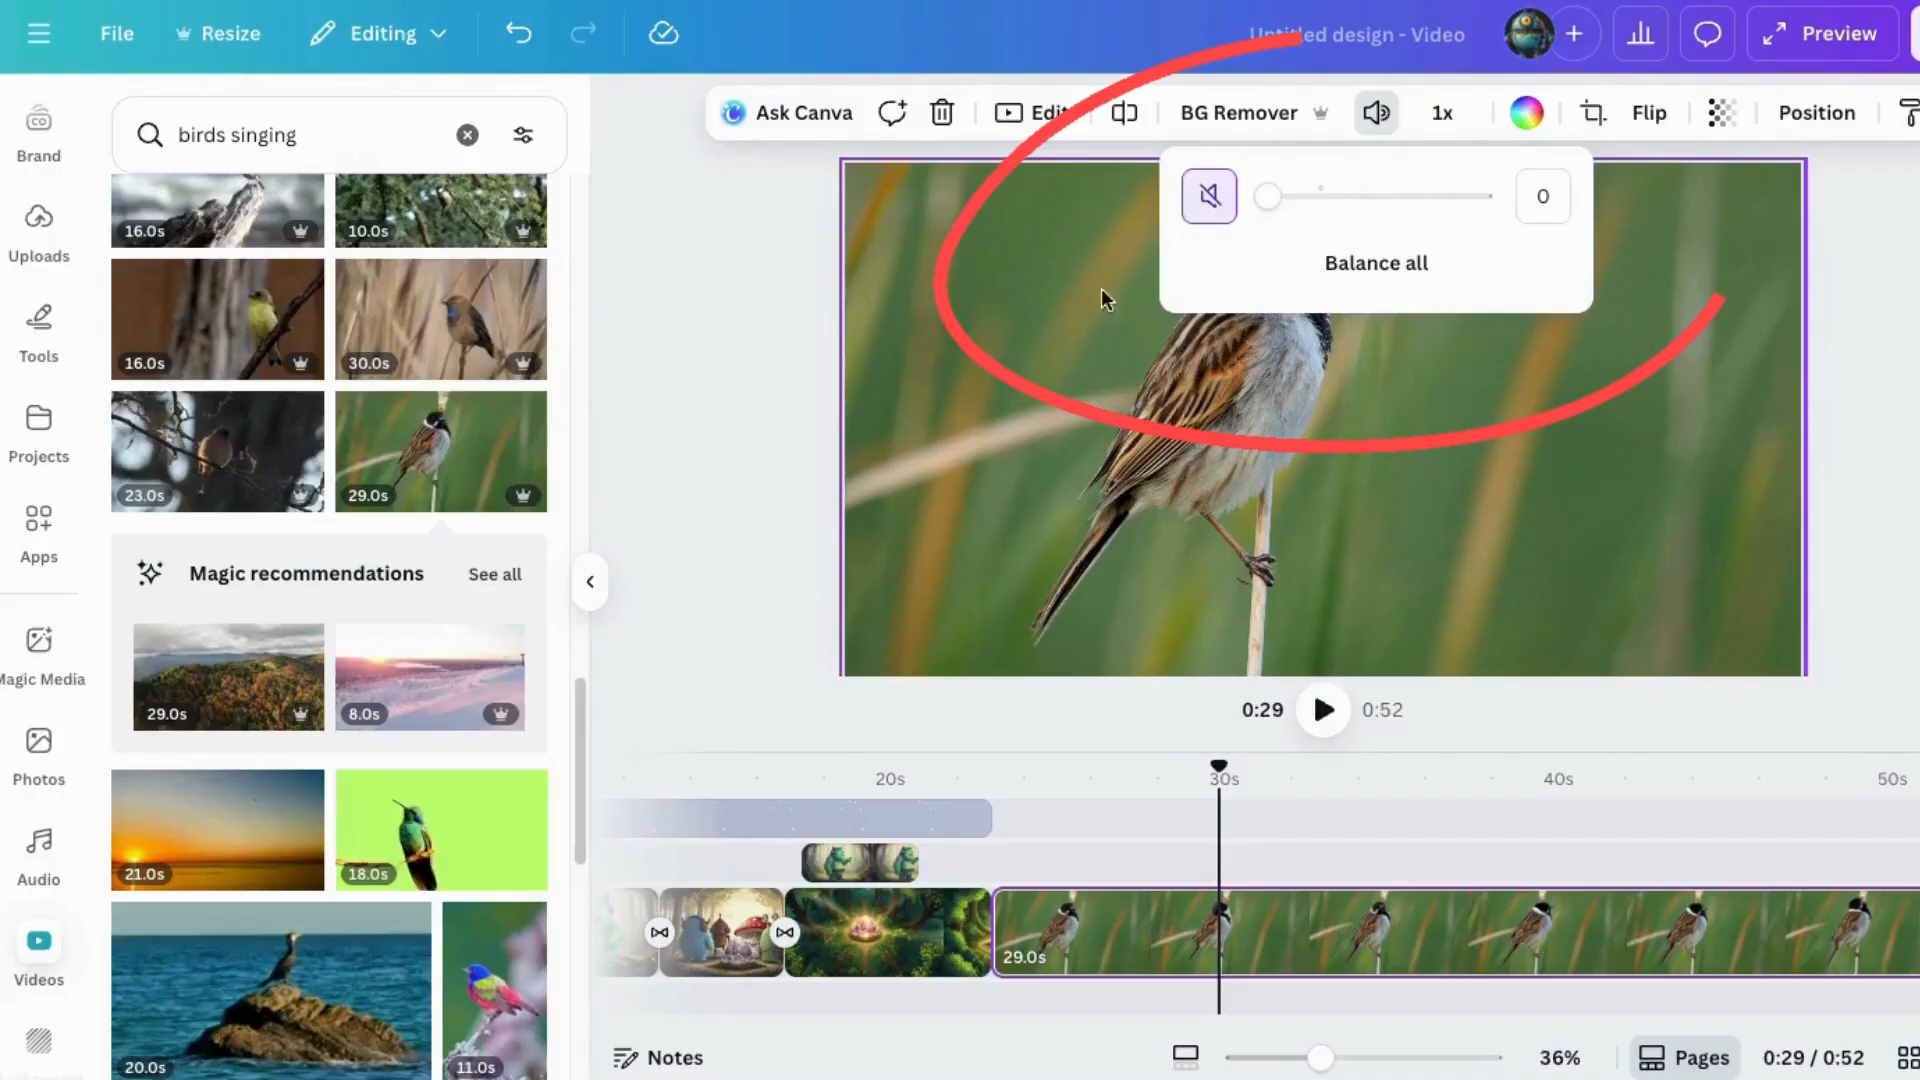 File
Resize
Editing
Untitled design - Video
Preview
Brand
Uploads
Tools
Projects
Apps
Magic Media
Photos
Audio
Videos
birds singing
16.0s
10.0s
16.0s
30.0s
23.0s
29.0s
Magic recommendations
See all
29.0s
8.0s
21.0s
18.0s
20.0s
11.0s
Ask Canva
Edit
BG Remover
1x
Flip
Position
0
Balance all
0:29
0:52
20s
30s
40s
50s
29.0s
Notes
36%
Pages
0:29 / 0:52